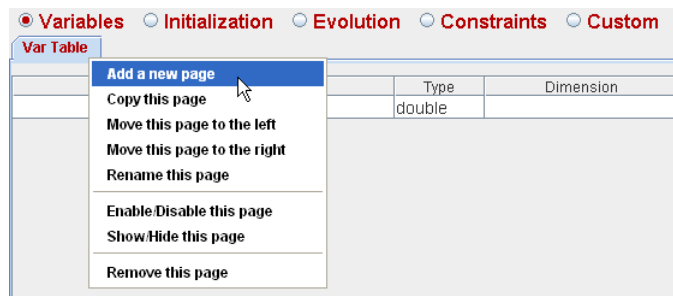 Variables Initialization Evolution Constraints Custom
Var Table
Add a new page
Type Dimension
Copy this page
double
Move this page to the left
Move this page to the right
Rename this page
Enable/Disable this page
Show/Hide this page
Remove this page